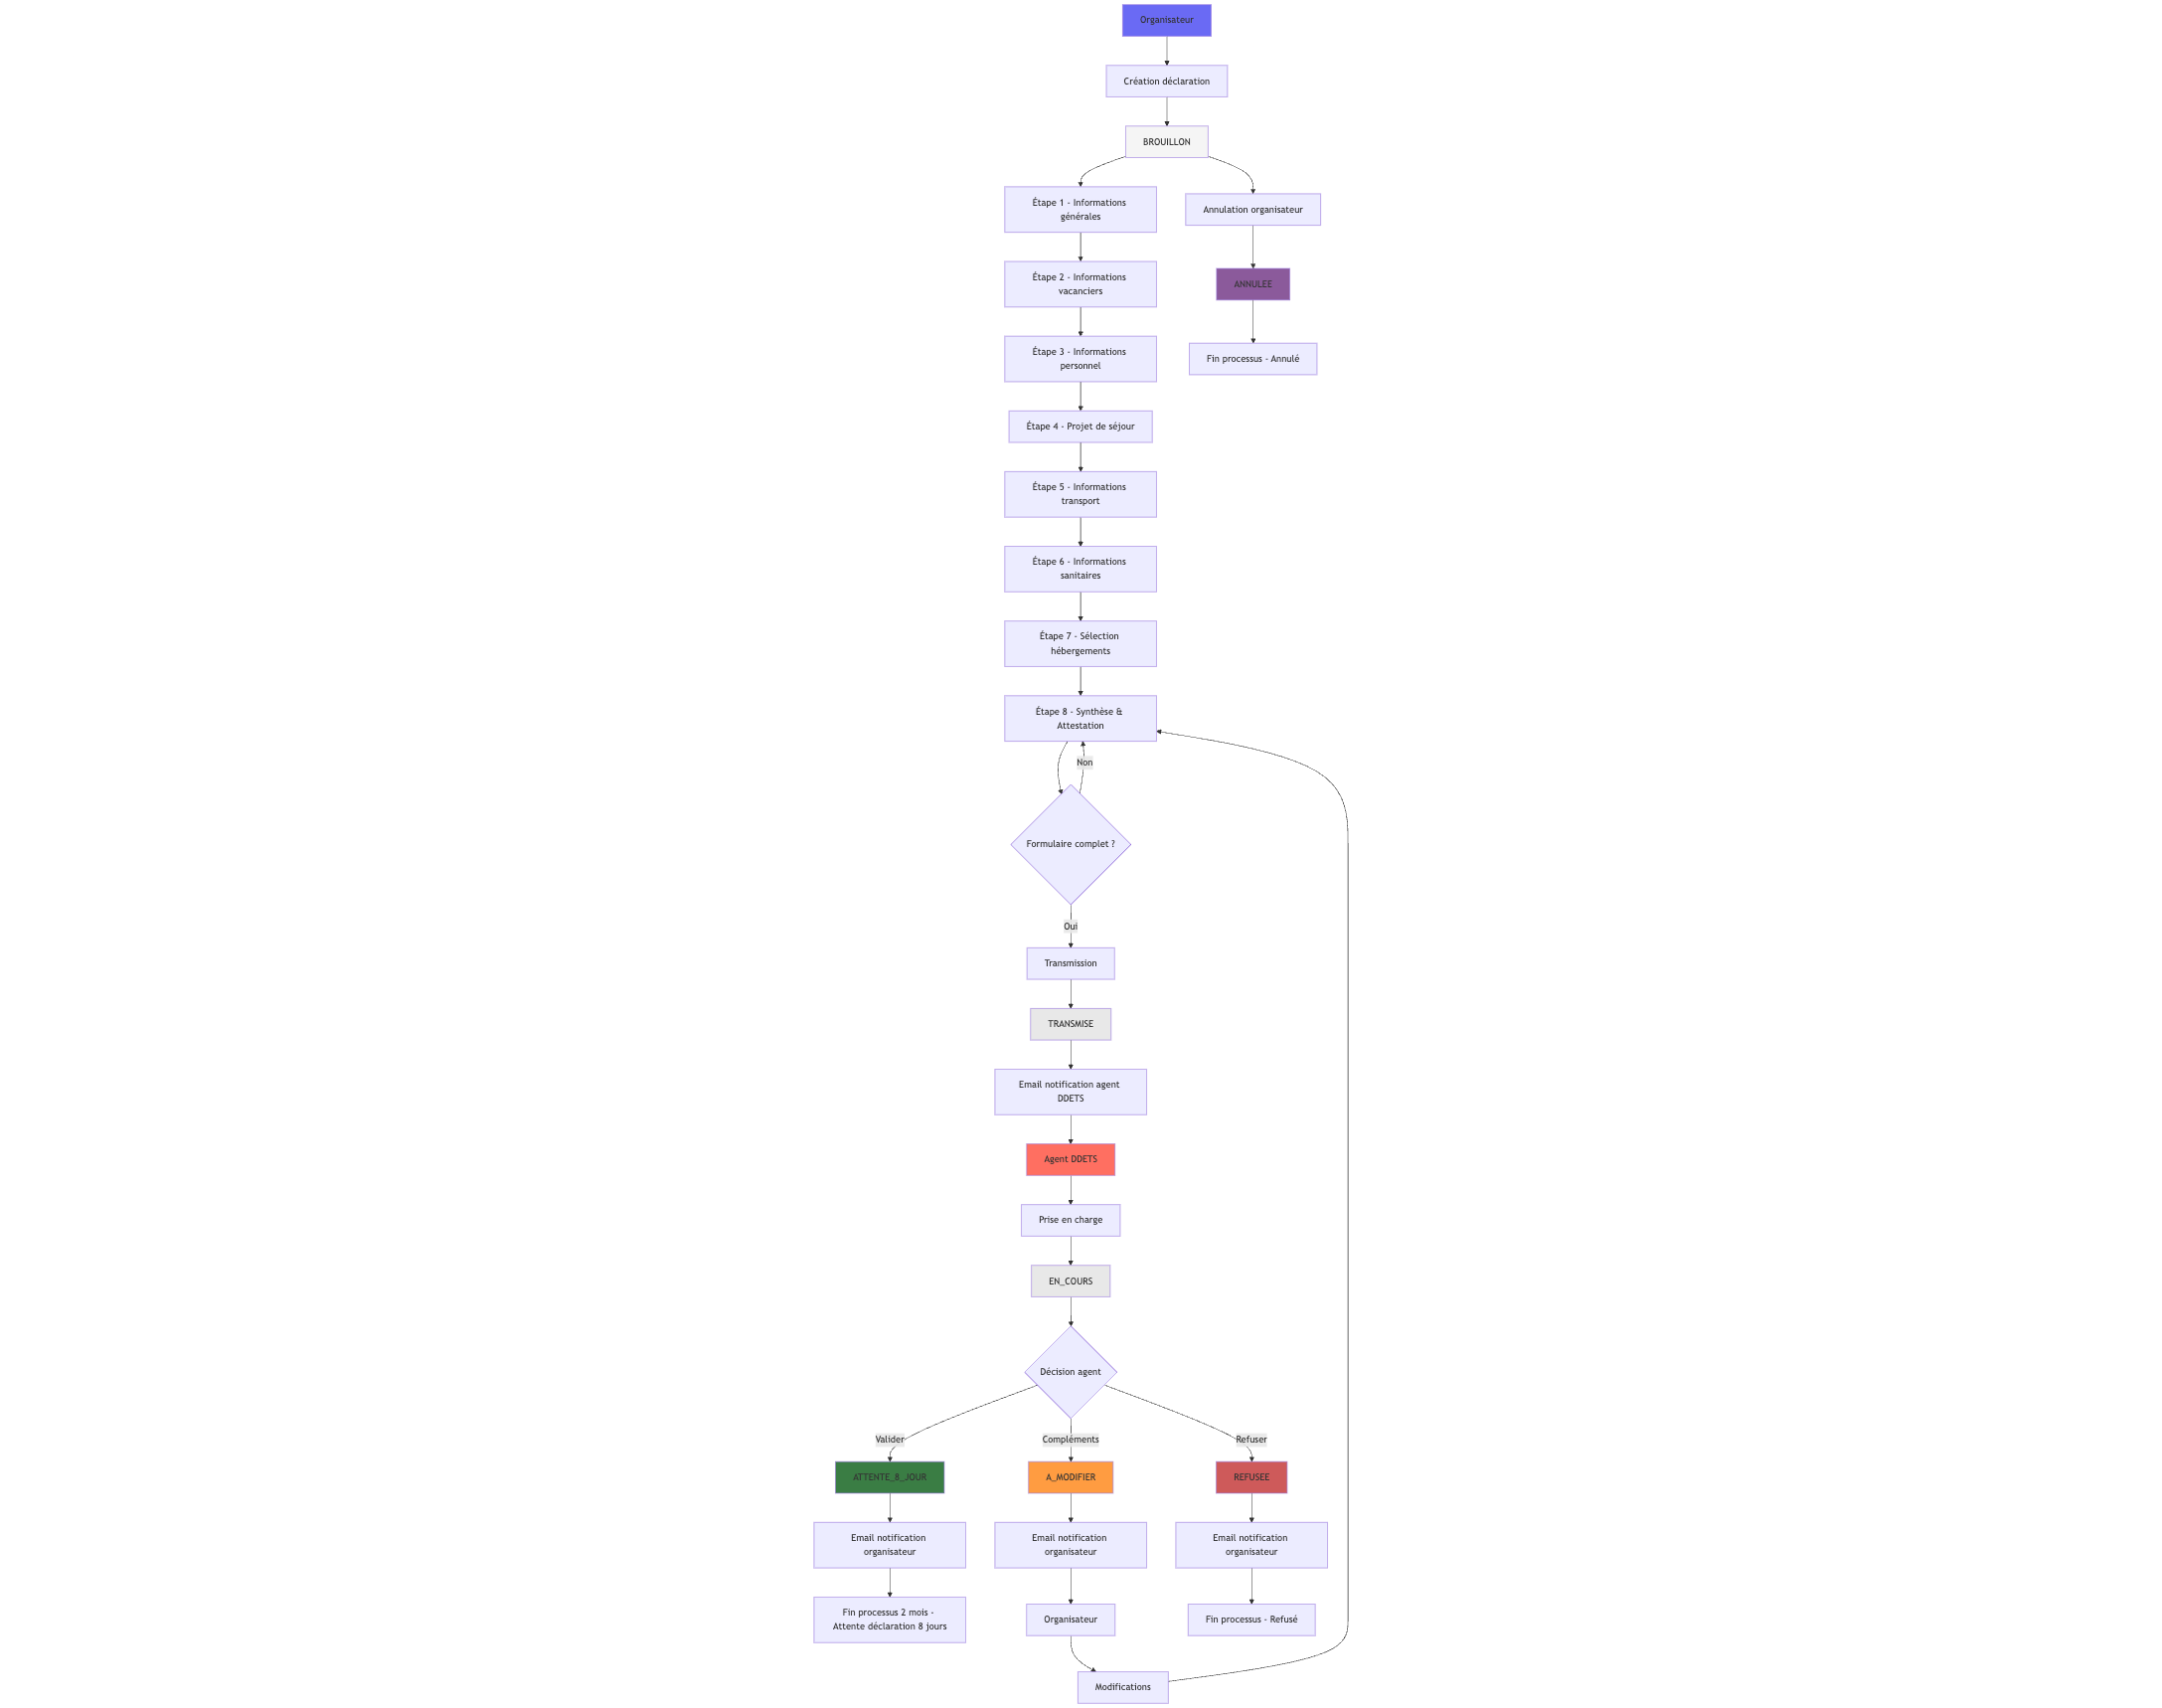 Organisateur
Création déclaration
BROUILLON
Étape 1 - Informations
générales
Annulation organisateur
Étape 2 - Informations
vacanciers
ANNULEE
Étape 3 - Informations
personnel
Fin processus - Annulé
Étape 4 - Projet de séjour
Étape 5 - Informations
transport
Étape 6 - Informations
sanitaires
Étape 7 - Sélection
hébergements
Étape 8 - Synthèse &
Attestation
Non
Formulaire complet ?
Oui
Transmission
TRANSMISE
Email notification agent
DDETS
Agent DDETS
Prise en charge
EN_COURS
Décision agent
Valider
Compléments
Refuser
ATTENTE_8_JOUR
A_MODIFIER
REFUSEE
Email notification
organisateur
Email notification
organisateur
Email notification
organisateur
Fin processus 2 mois -
Attente déclaration 8 jours
Organisateur
Fin processus - Refusé
Modifications